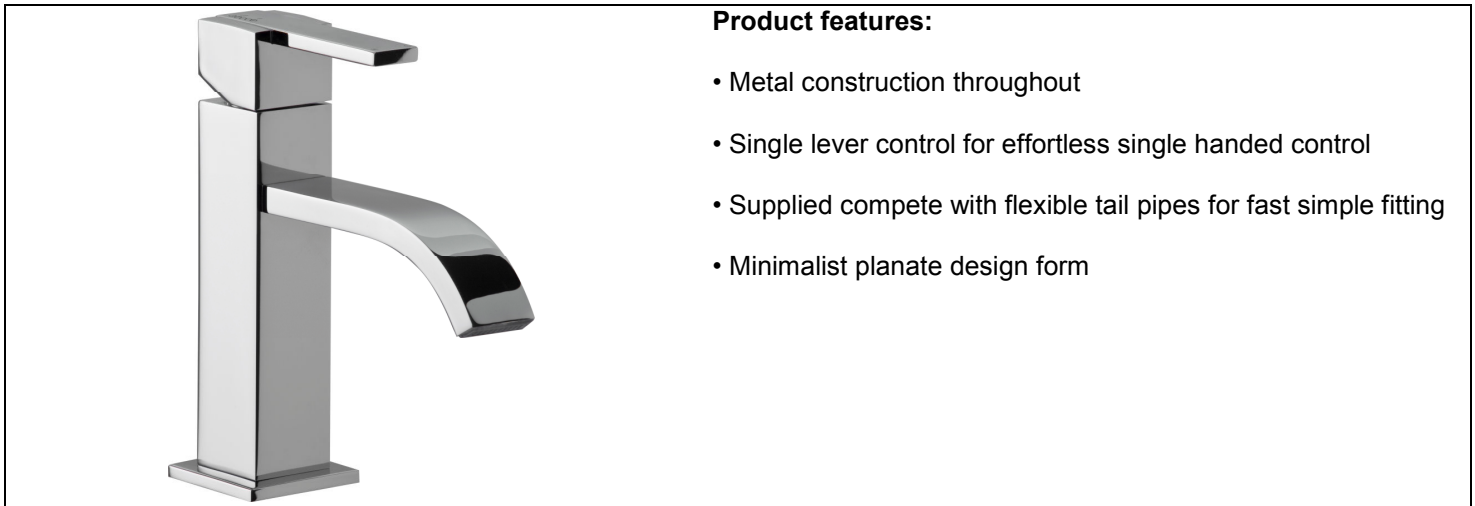 Product features:
• Metal construction throughout
• Single lever control for effortless single handed control
• Supplied compete with flexible tail pipes for fast simple fitting
• Minimalist planate design form